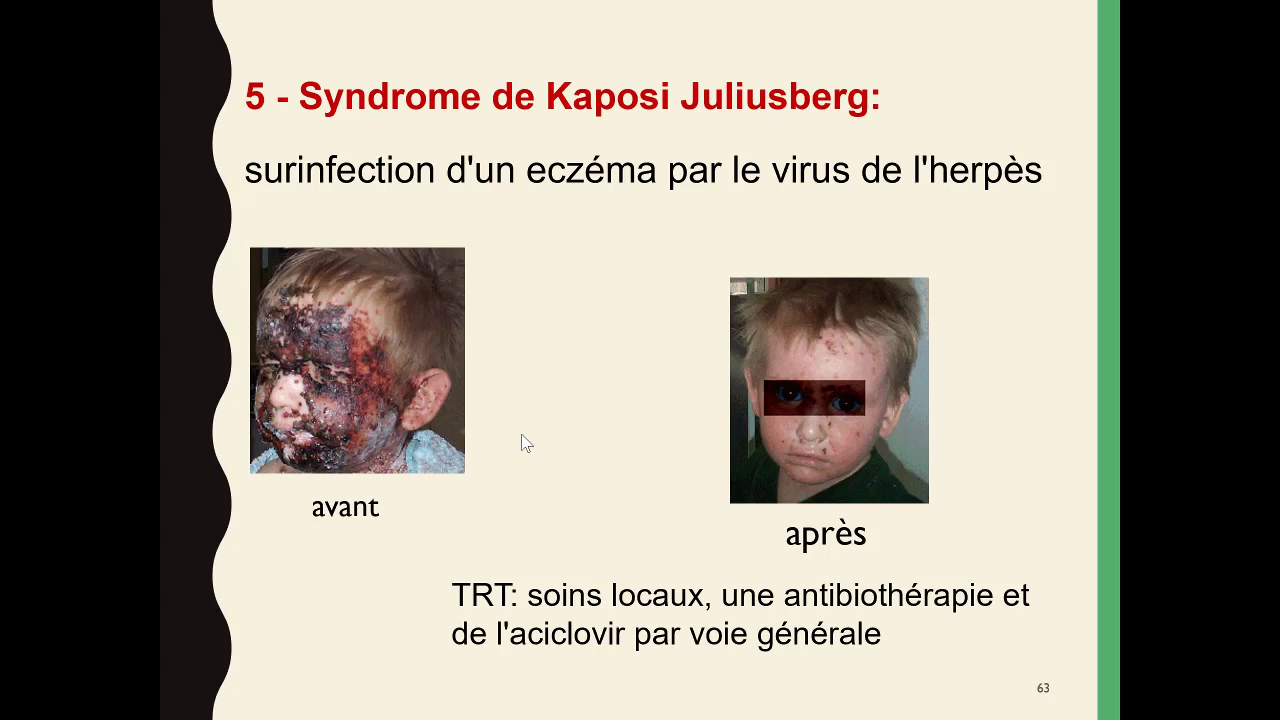 5 - Syndrome de Kaposi Juliusberg:
surinfection d'un eczéma par le virus de l'herpès
avant
après
TRT: soins locaux, une antibiothérapie et
de l'aciclovir par voie générale
63